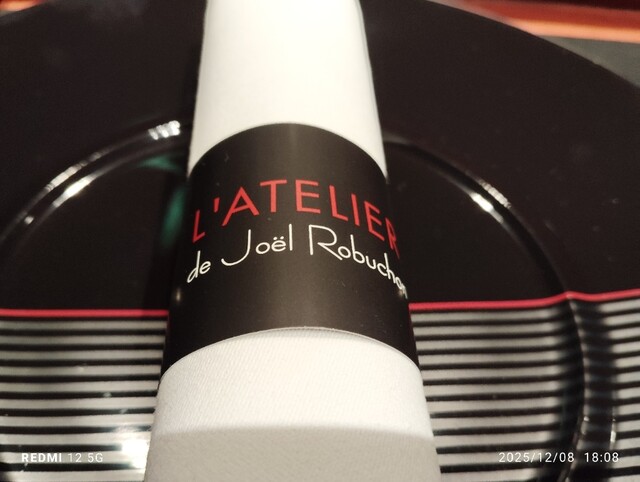 L'ATELIER
de Joël Robuchon
REDMI 12 5G
2025/12/08 18:08